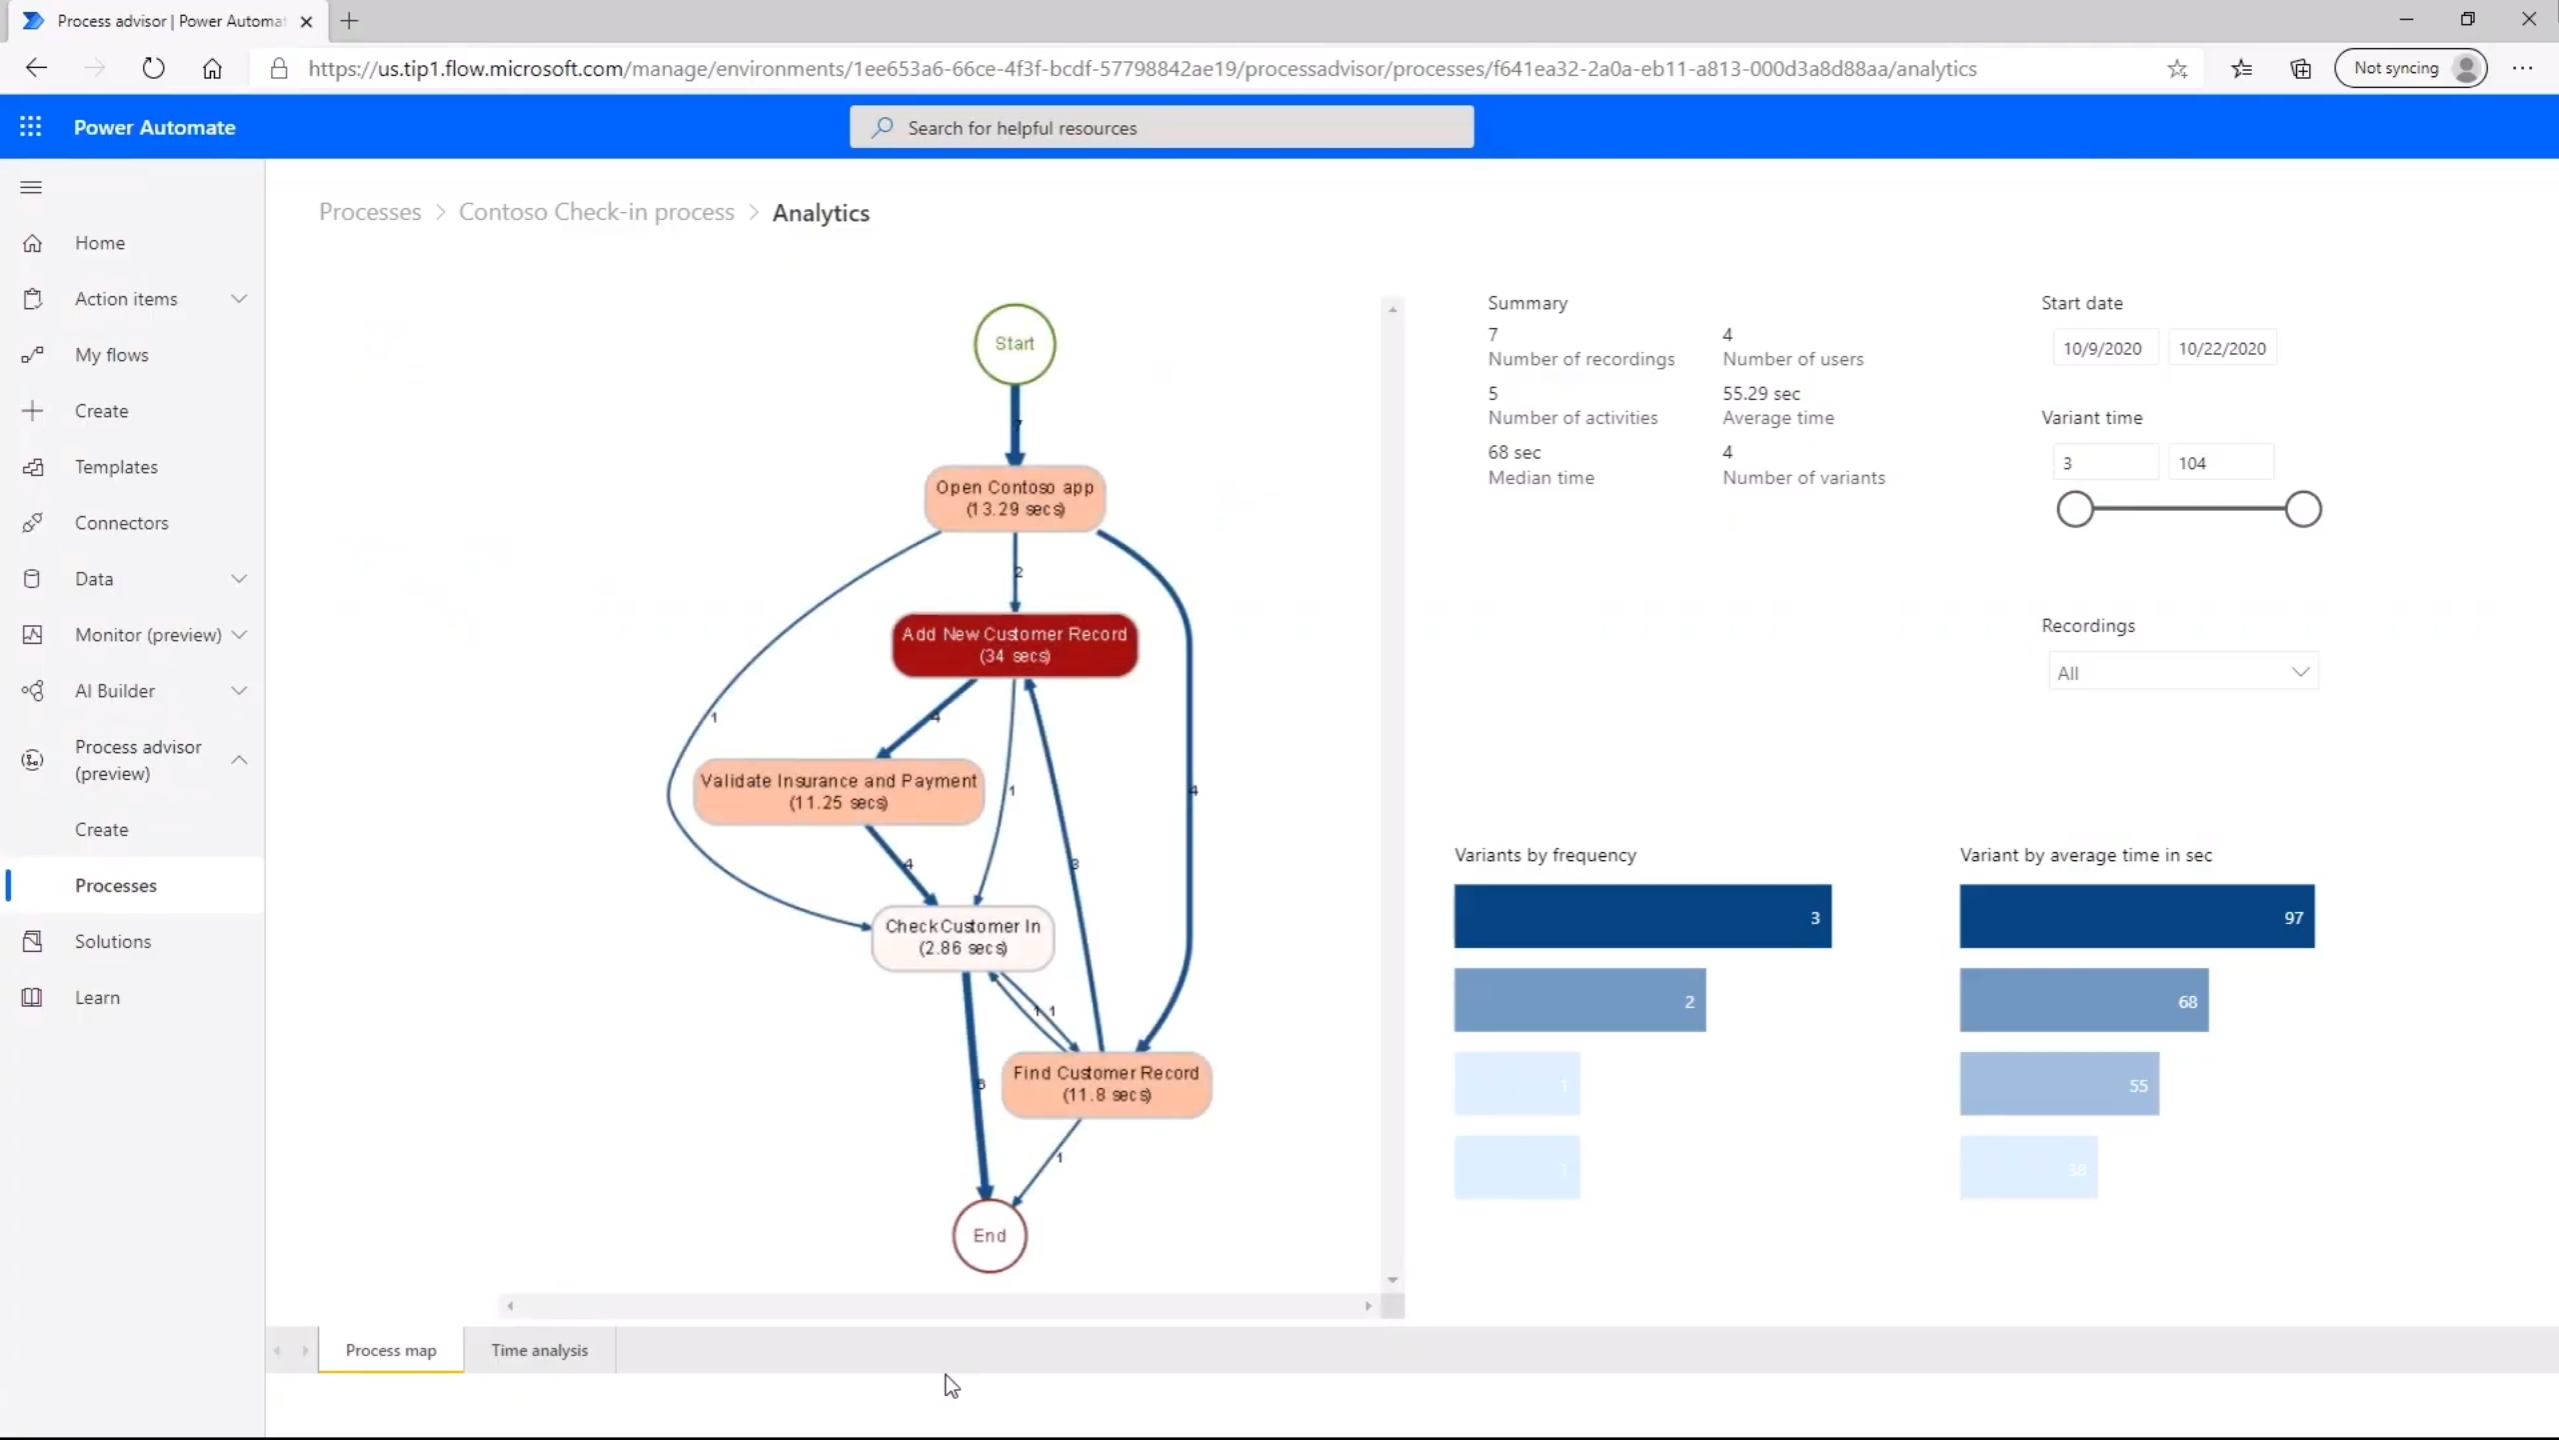 Process advisor | Power Automat
https://us.tip1.flow.microsoft.com/manage/environments/1ee653a6-66ce-4f3f-bcdf-57798842ae19/processadvisor/processes/f641ea32-2a0a-eb11-a813-000d3a8d88aa/analytics
Not syncing
Power Automate
Search for helpful resources
Home
Action items
My flows
Create
Templates
Connectors
Data
Monitor (preview)
AI Builder
Process advisor
(preview)
Create
Processes
Solutions
Learn
Processes > Contoso Check-in process > Analytics
Start
7
Open Contoso app
(13.29 secs)
2
Add New Customer Record
(34 secs)
1
4
Validate Insurance and Payment
(11.25 secs)
1
4
4
3
Check Customer In
(2.86 secs)
1 1
Find Customer Record
(11.8 secs)
6
1
End
Summary
7
Number of recordings
4
Number of users
5
Number of activities
55.29 sec
Average time
68 sec
Median time
4
Number of variants
Start date
10/9/2020
10/22/2020
Variant time
3
104
Recordings
All
Variants by frequency
3
2
1
1
Variant by average time in sec
97
68
55
38
Process map
Time analysis